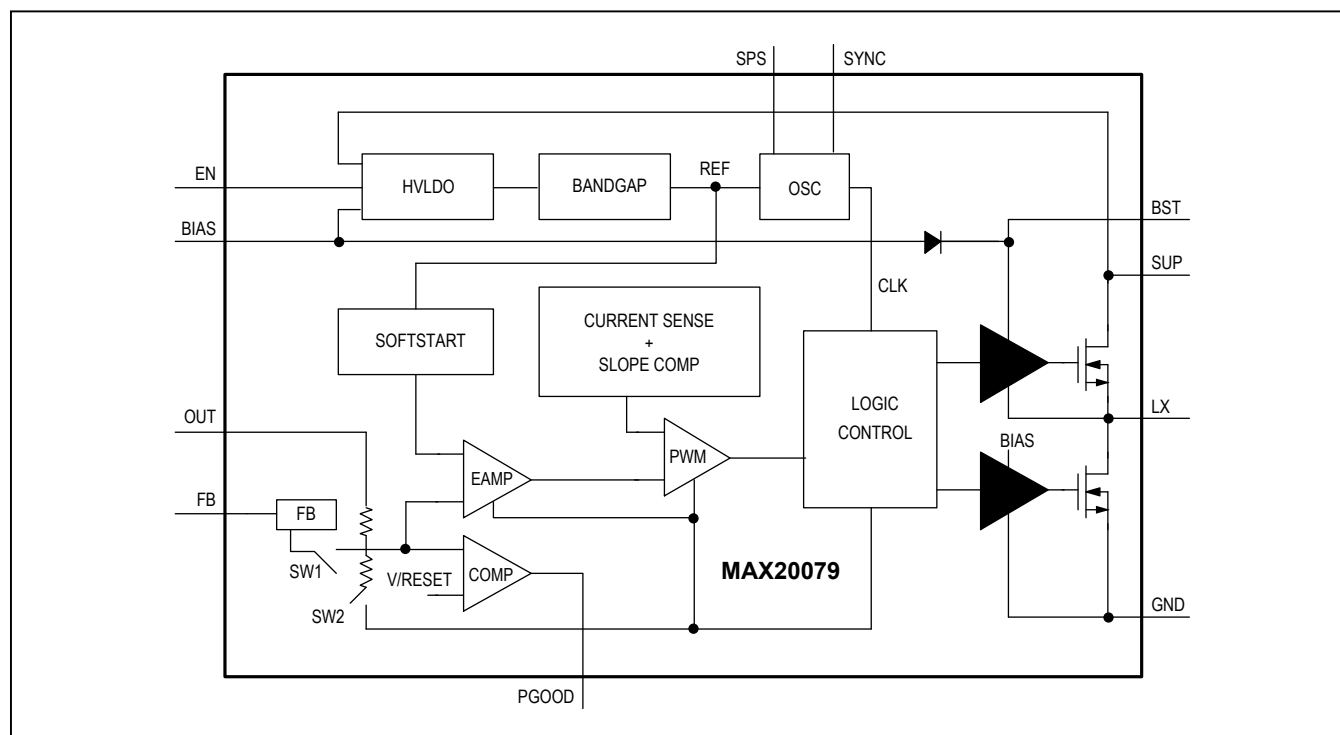 SPS
SYNC
EN
HVLDO
BANDGAP
REF
OSC
BIAS
BST
SUP
CLK
SOFTSTART
CURRENT SENSE
+
SLOPE COMP
LOGIC
CONTROL
LX
OUT
EAMP
PWM
BIAS
FB
FB
SW1
V/RESET
COMP
MAX20079
SW2
GND
PGOOD